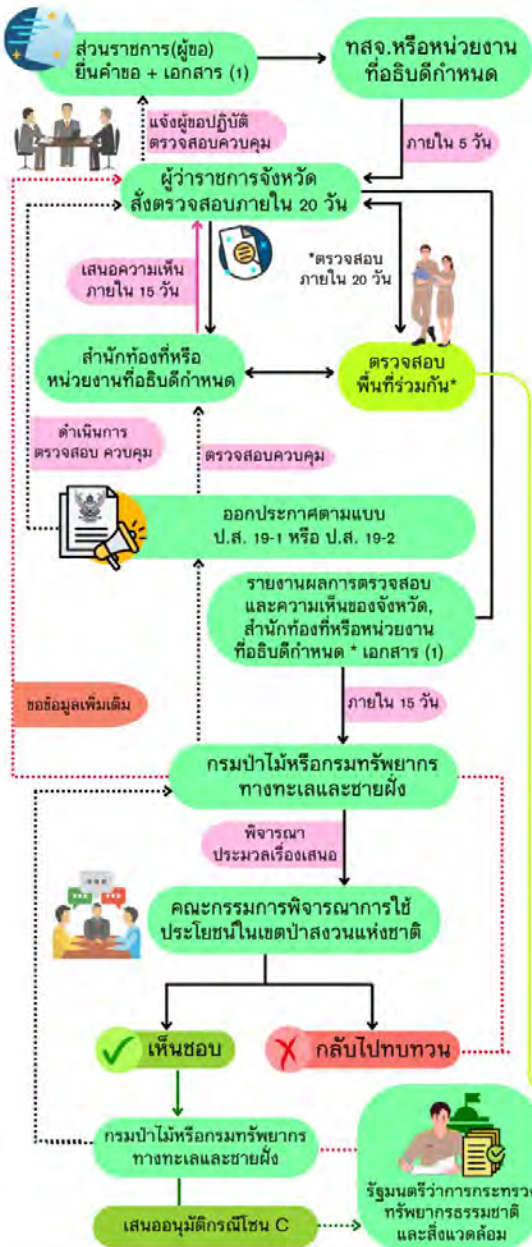 ส่วนราชการ(ผู้ขอ)
ยื่นคำขอ + เอกสาร (1)
ทสจ.หรือหน่วยงาน
ที่อธิบดีกำหนด
แจ้งผู้ขอปฏิบัติ
ตรวจสอบควบคุม
ภายใน 5 วัน
ผู้ว่าราชการจังหวัด
สั่งตรวจสอบภายใน 20 วัน
เสนอความเห็น
ภายใน 15 วัน
*ตรวจสอบ
ภายใน 20 วัน
สำนักท้องที่หรือ
หน่วยงานที่อธิบดีกำหนด
ตรวจสอบ
พื้นที่ร่วมกัน*
ดำเนินการ
ตรวจสอบ ควบคุม
ตรวจสอบควบคุม
ออกประกาศตามแบบ
ป.ส. 19-1 หรือ ป.ส. 19-2
รายงานผลการตรวจสอบ
และความเห็นของจังหวัด,
สำนักท้องที่หรือหน่วยงาน
ที่อธิบดีกำหนด * เอกสาร (1)
ขอข้อมูลเพิ่มเติม
ภายใน 15 วัน
กรมป่าไม้หรือกรมทรัพยากร
ทางทะเลและชายฝั่ง
พิจารณา
ประมวลเรื่องเสนอ
คณะกรรมการพิจารณาการใช้
ประโยชน์ในเขตป่าสงวนแห่งชาติ
เห็นชอบ
กลับไปทบทวน
กรมป่าไม้หรือกรมทรัพยากร
ทางทะเลและชายฝั่ง
รัฐมนตรีว่าการกระทรวง
ทรัพยากรธรรมชาติ
และสิ่งแวดล้อม
เสนออนุมัติกรณีโซน C